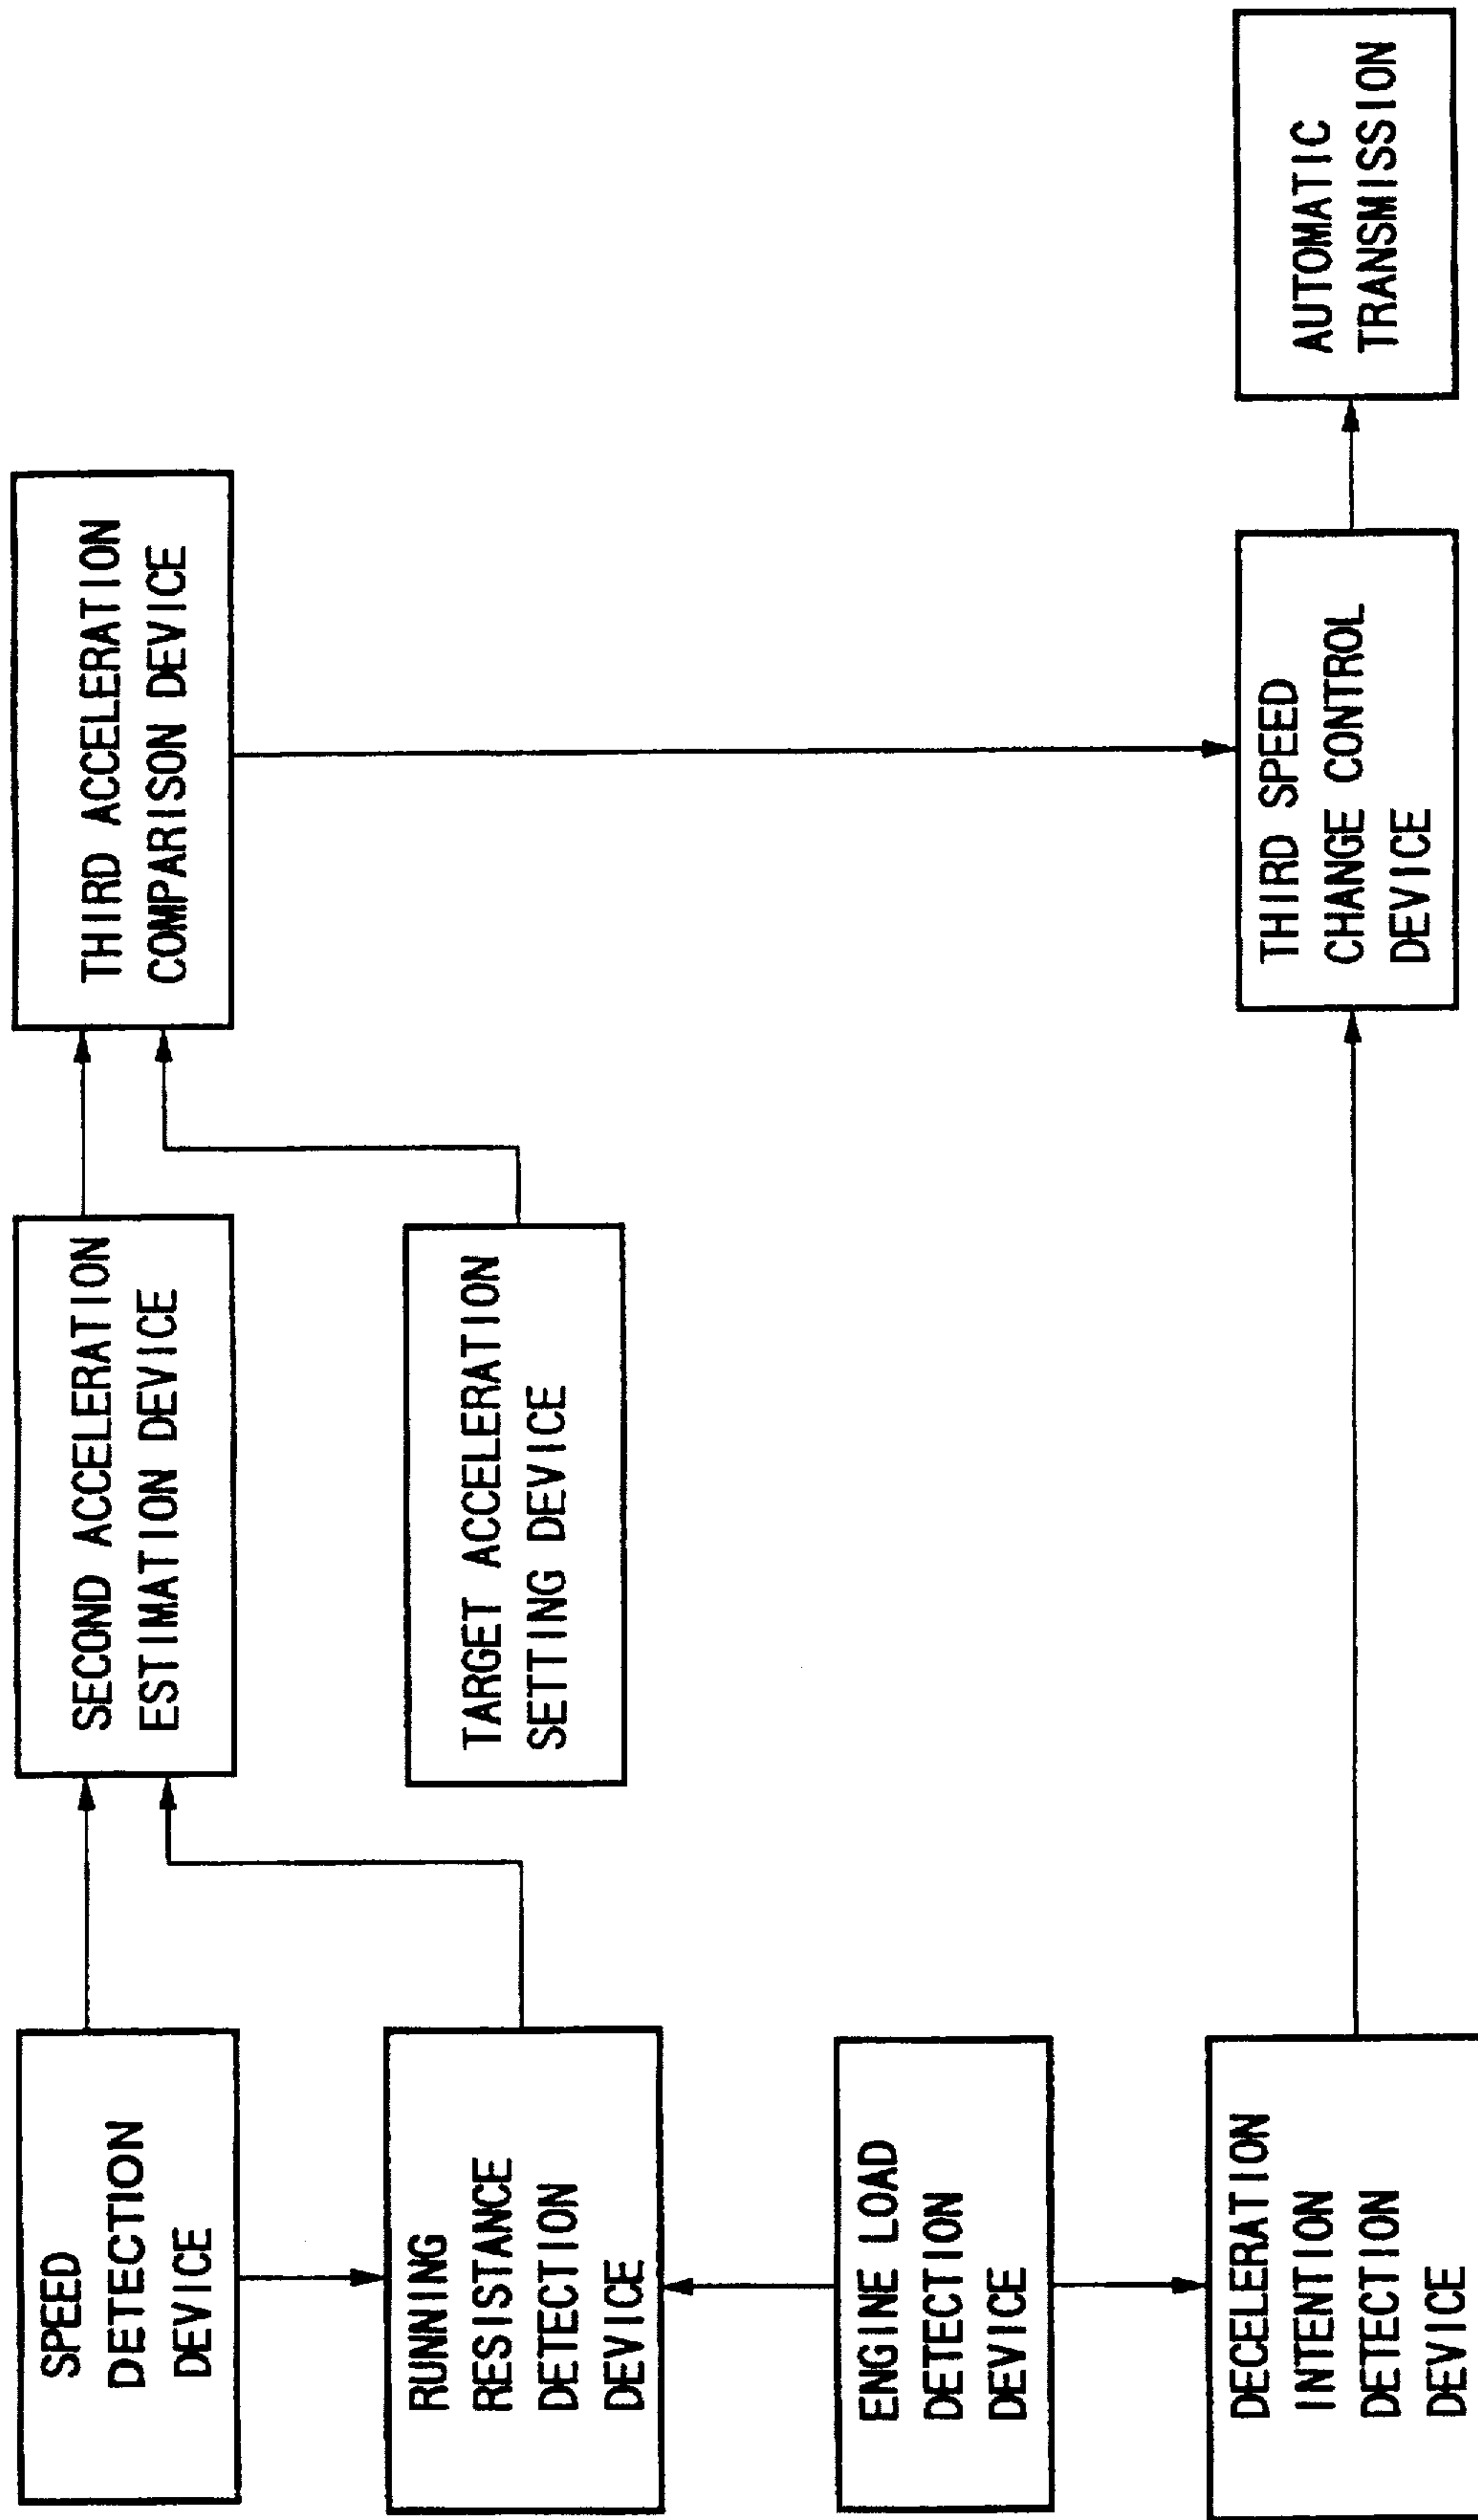 SPEED
DETECTION
DEVICE
RUNNING
RESISTANCE
DETECTION
DEVICE
ENGINE LOAD
DETECTION
DEVICE
DECELERATION
INTENTION
DETECTION
DEVICE
SECOND ACCELERATION
ESTIMATION DEVICE
TARGET ACCELERATION
SETTING DEVICE
THIRD ACCELERATION
COMPARISON DEVICE
THIRD SPEED
CHANGE CONTROL
DEVICE
AUTOMATIC
TRANSMISSION